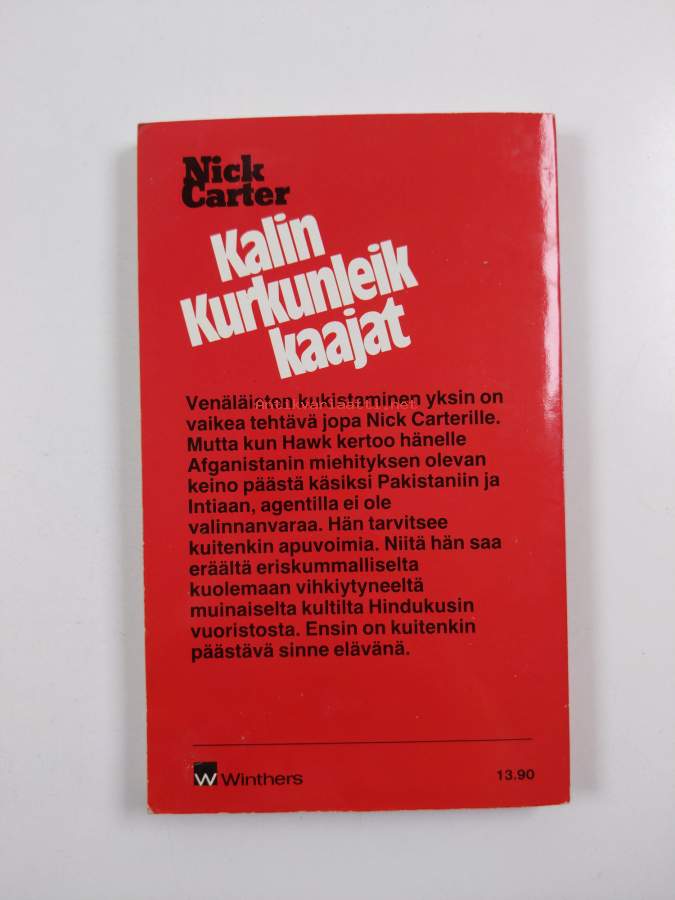 Nick
Carter
Kalin
Kurkunleik
kaajat
Venäläisten kukistaminen yksin on
vaikea tehtävä jopa Nick Carterille.
Mutta kun Hawk kertoo hänelle
Afganistanin miehityksen olevan
keino päästä käsiksi Pakistaniin ja
Intiaan, agentilla ei ole
valinnanvaraa. Hän tarvitsee
kuitenkin apuvoimia. Niitä hän saa
eräältä eriskummalliselta
kuolemaan vihkiytyneeltä
muinaiselta kultilta Hindukusin
vuoristosta. Ensin on kuitenkin
päästävä sinne elävänä.
W Winthers
13.90
Antikvariaatti.net